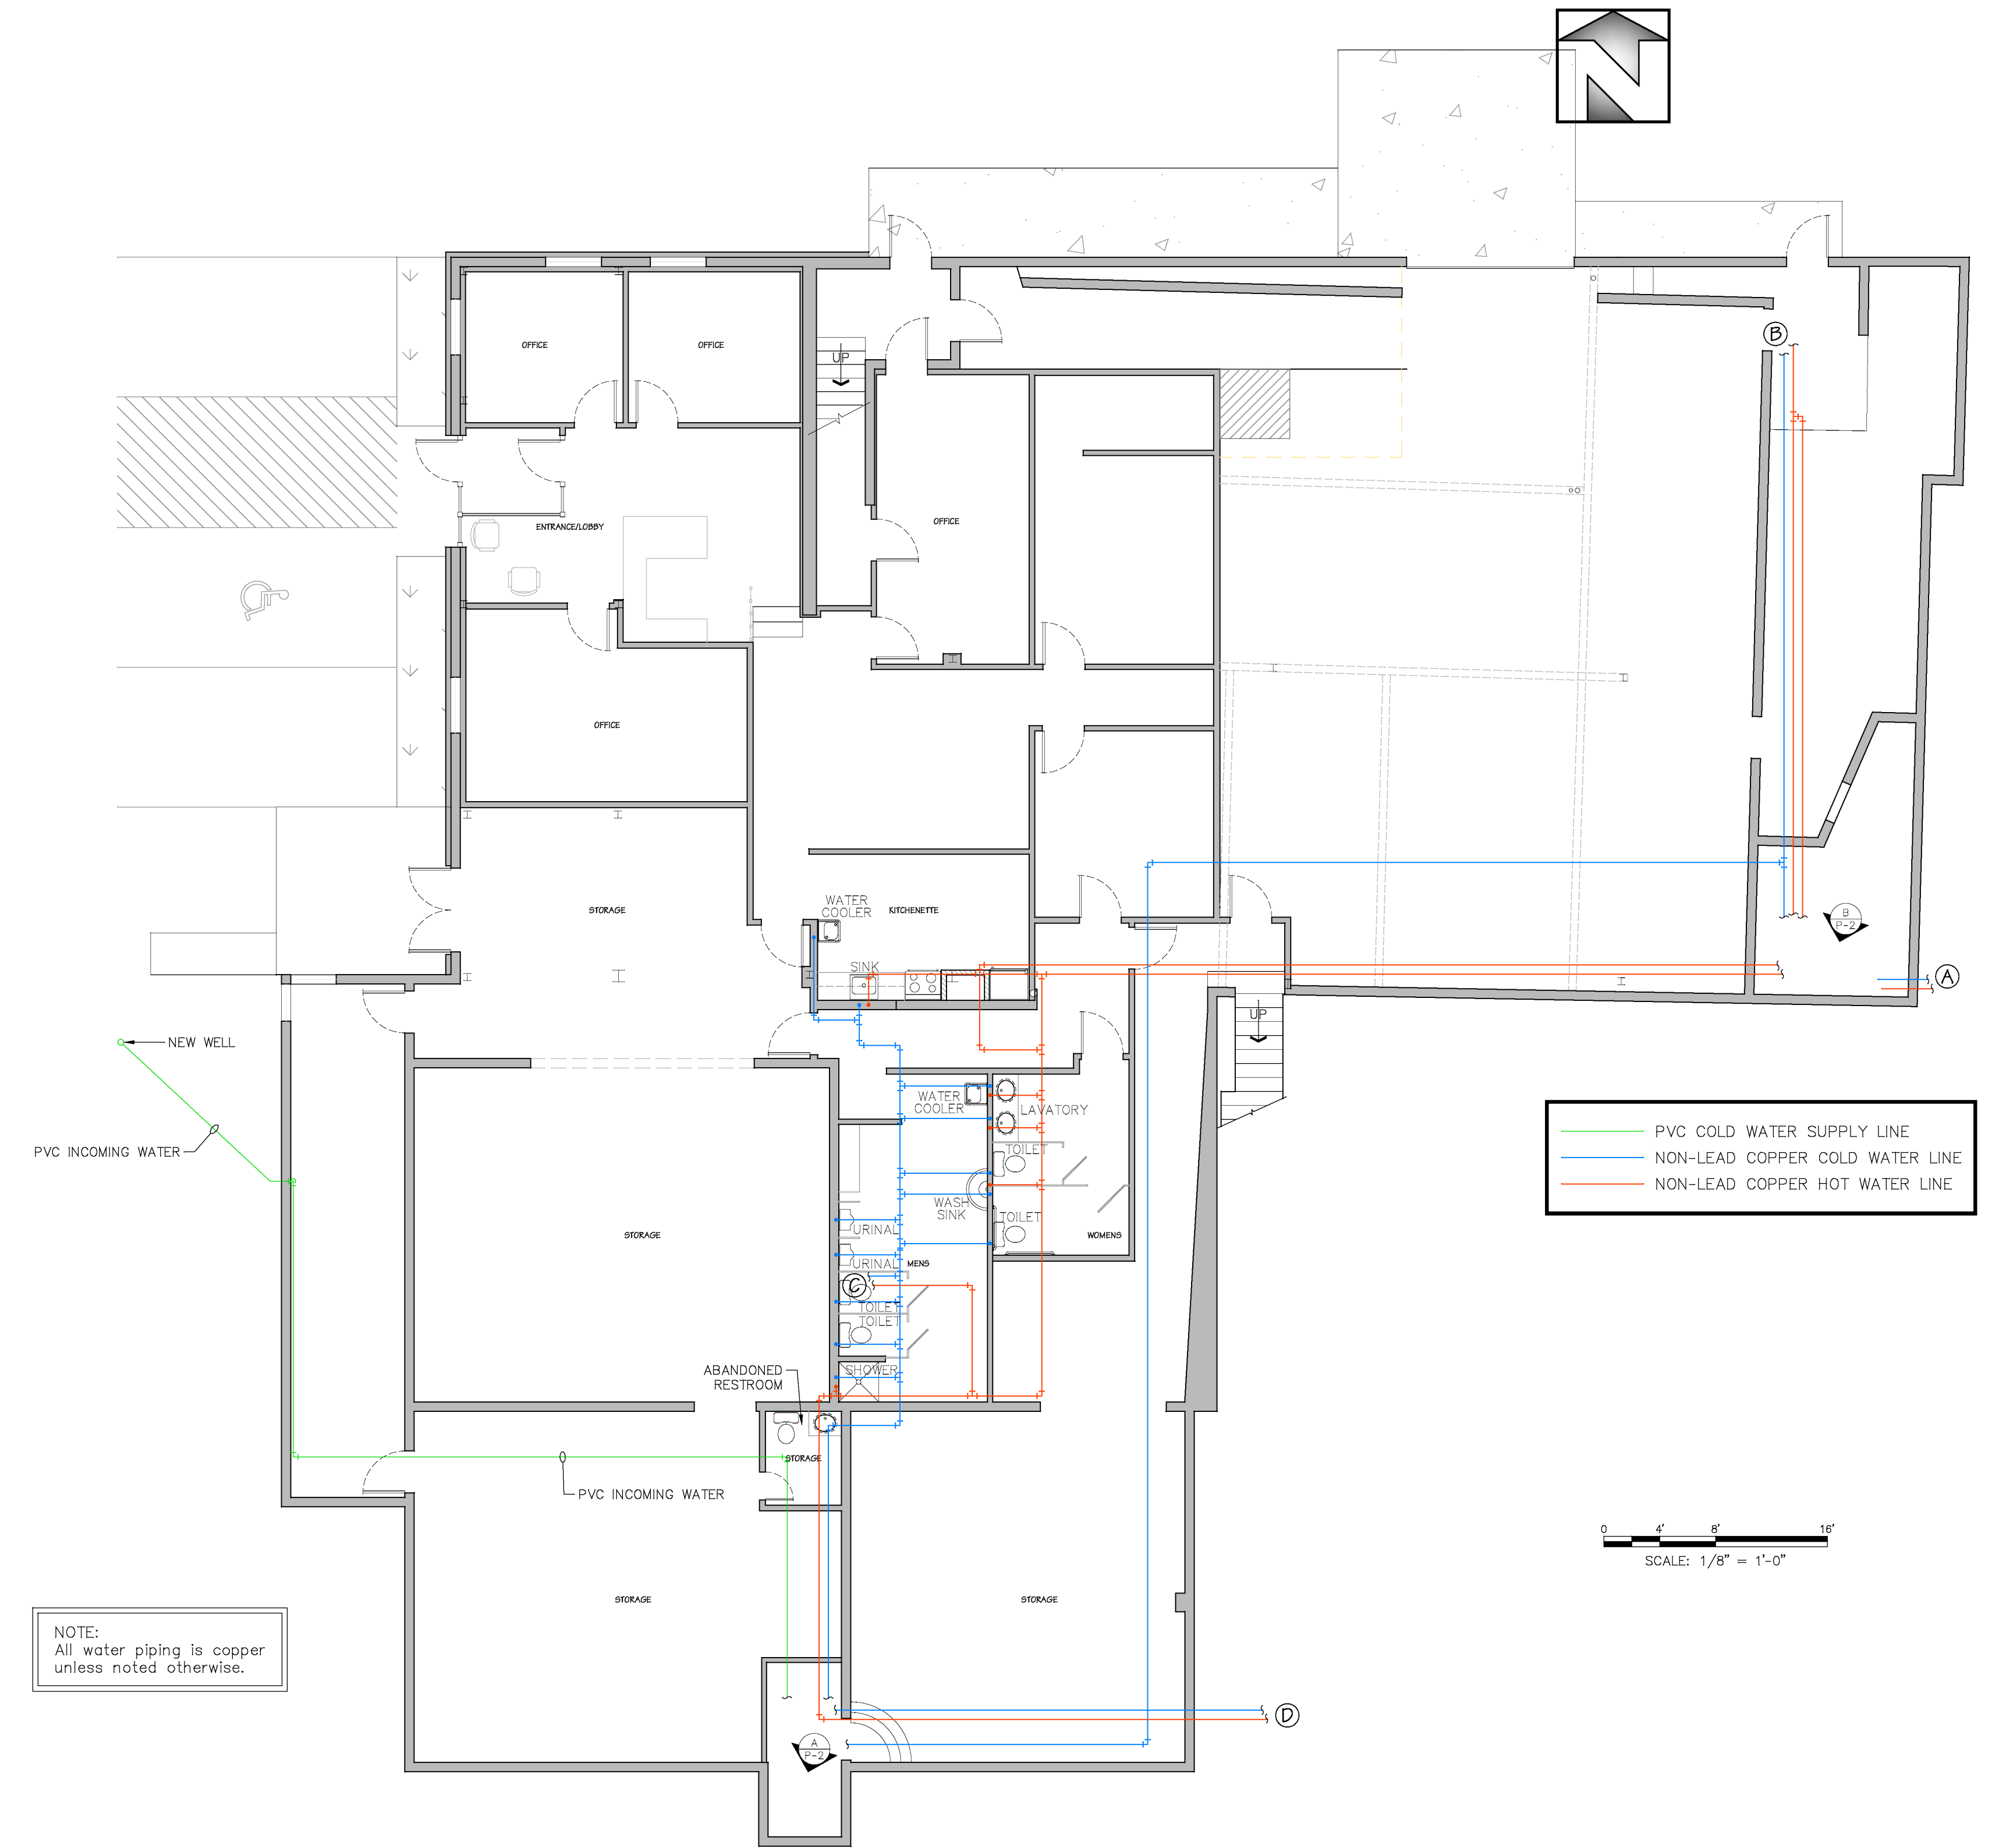 N
OFFICE
OFFICE
UP
B
ENTRANCE/LOBBY
OFFICE
OFFICE
WATER
COOLER
KITCHENETTE
STORAGE
SINK
B
P-2
A
UP
NEW WELL
PVC INCOMING WATER
WATER
COOLER
LAVATORY
TOILET
WASH
SINK
TOILET
URINAL
URINAL
MENS
WOMENS
STORAGE
C
TOILET
TOILET
SHOWER
ABANDONED
RESTROOM
STORAGE
PVC INCOMING WATER
STORAGE
STORAGE
D
A
P-2
PVC COLD WATER SUPPLY LINE
NON-LEAD COPPER COLD WATER LINE
NON-LEAD COPPER HOT WATER LINE
0 4' 8' 16'
SCALE: 1/8" = 1'-0"
NOTE:
All water piping is copper
unless noted otherwise.